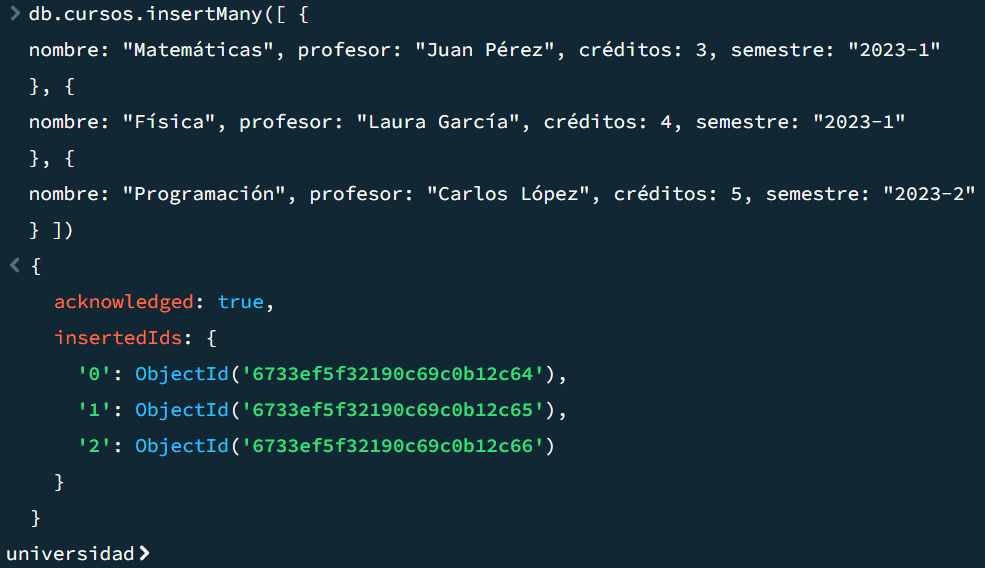 > db.cursos.insertMany([ {
nombre: "Matemáticas", profesor: "Juan Pérez", créditos: 3, semestre: "2023-1"
}, {
nombre: "Física", profesor: "Laura García", créditos: 4, semestre: "2023-1"
}, {
nombre: "Programación", profesor: "Carlos López", créditos: 5, semestre: "2023-2"
} ])
< {
acknowledged: true,
insertedIds: {
'0': ObjectId('6733ef5f32190c69c0b12c64'),
'1': ObjectId('6733ef5f32190c69c0b12c65'),
'2': ObjectId('6733ef5f32190c69c0b12c66')
}
}
universidad>